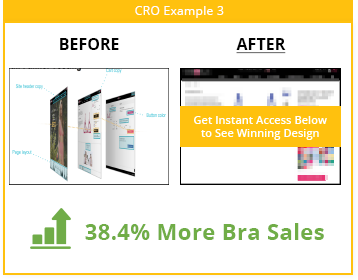 CRO Example 3
BEFORE
AFTER
Cart copy
Site header copy
Button copy
Page layout
Get Instant Access Below
to See Winning Design
38.4% More Bra Sales